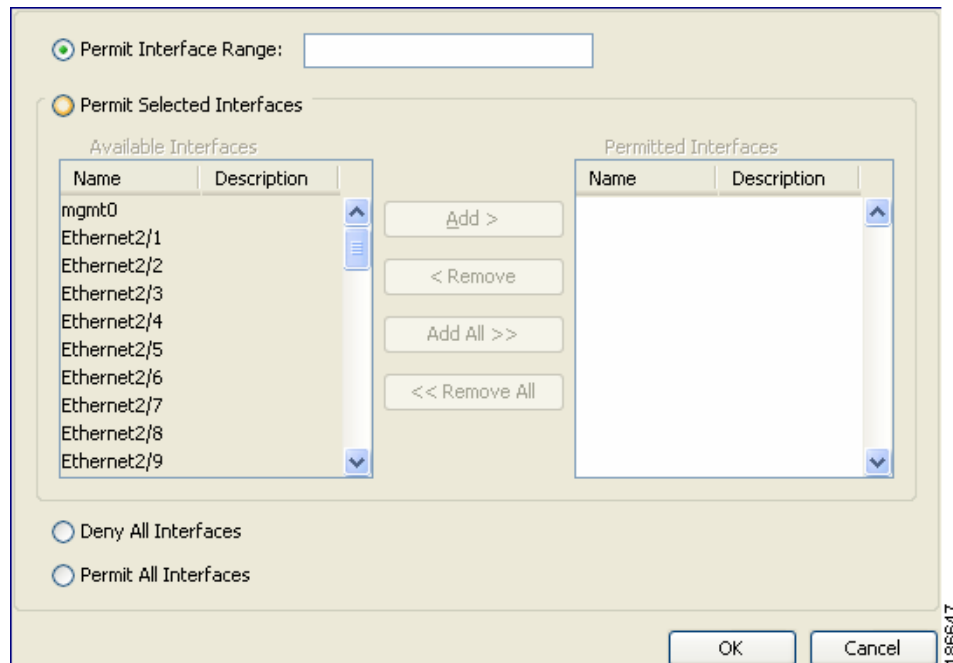 Permit Interface Range:
Permit Selected Interfaces
Available Interfaces
Permitted Interfaces
Name Description
Name Description
mgmt0
Ethernet2/1
Ethernet2/2
Ethernet2/3
Ethernet2/4
Ethernet2/5
Ethernet2/6
Ethernet2/7
Ethernet2/8
Ethernet2/9
Add >
< Remove
Add All >>
<< Remove All
Deny All Interfaces
Permit All Interfaces
OK
Cancel
186647